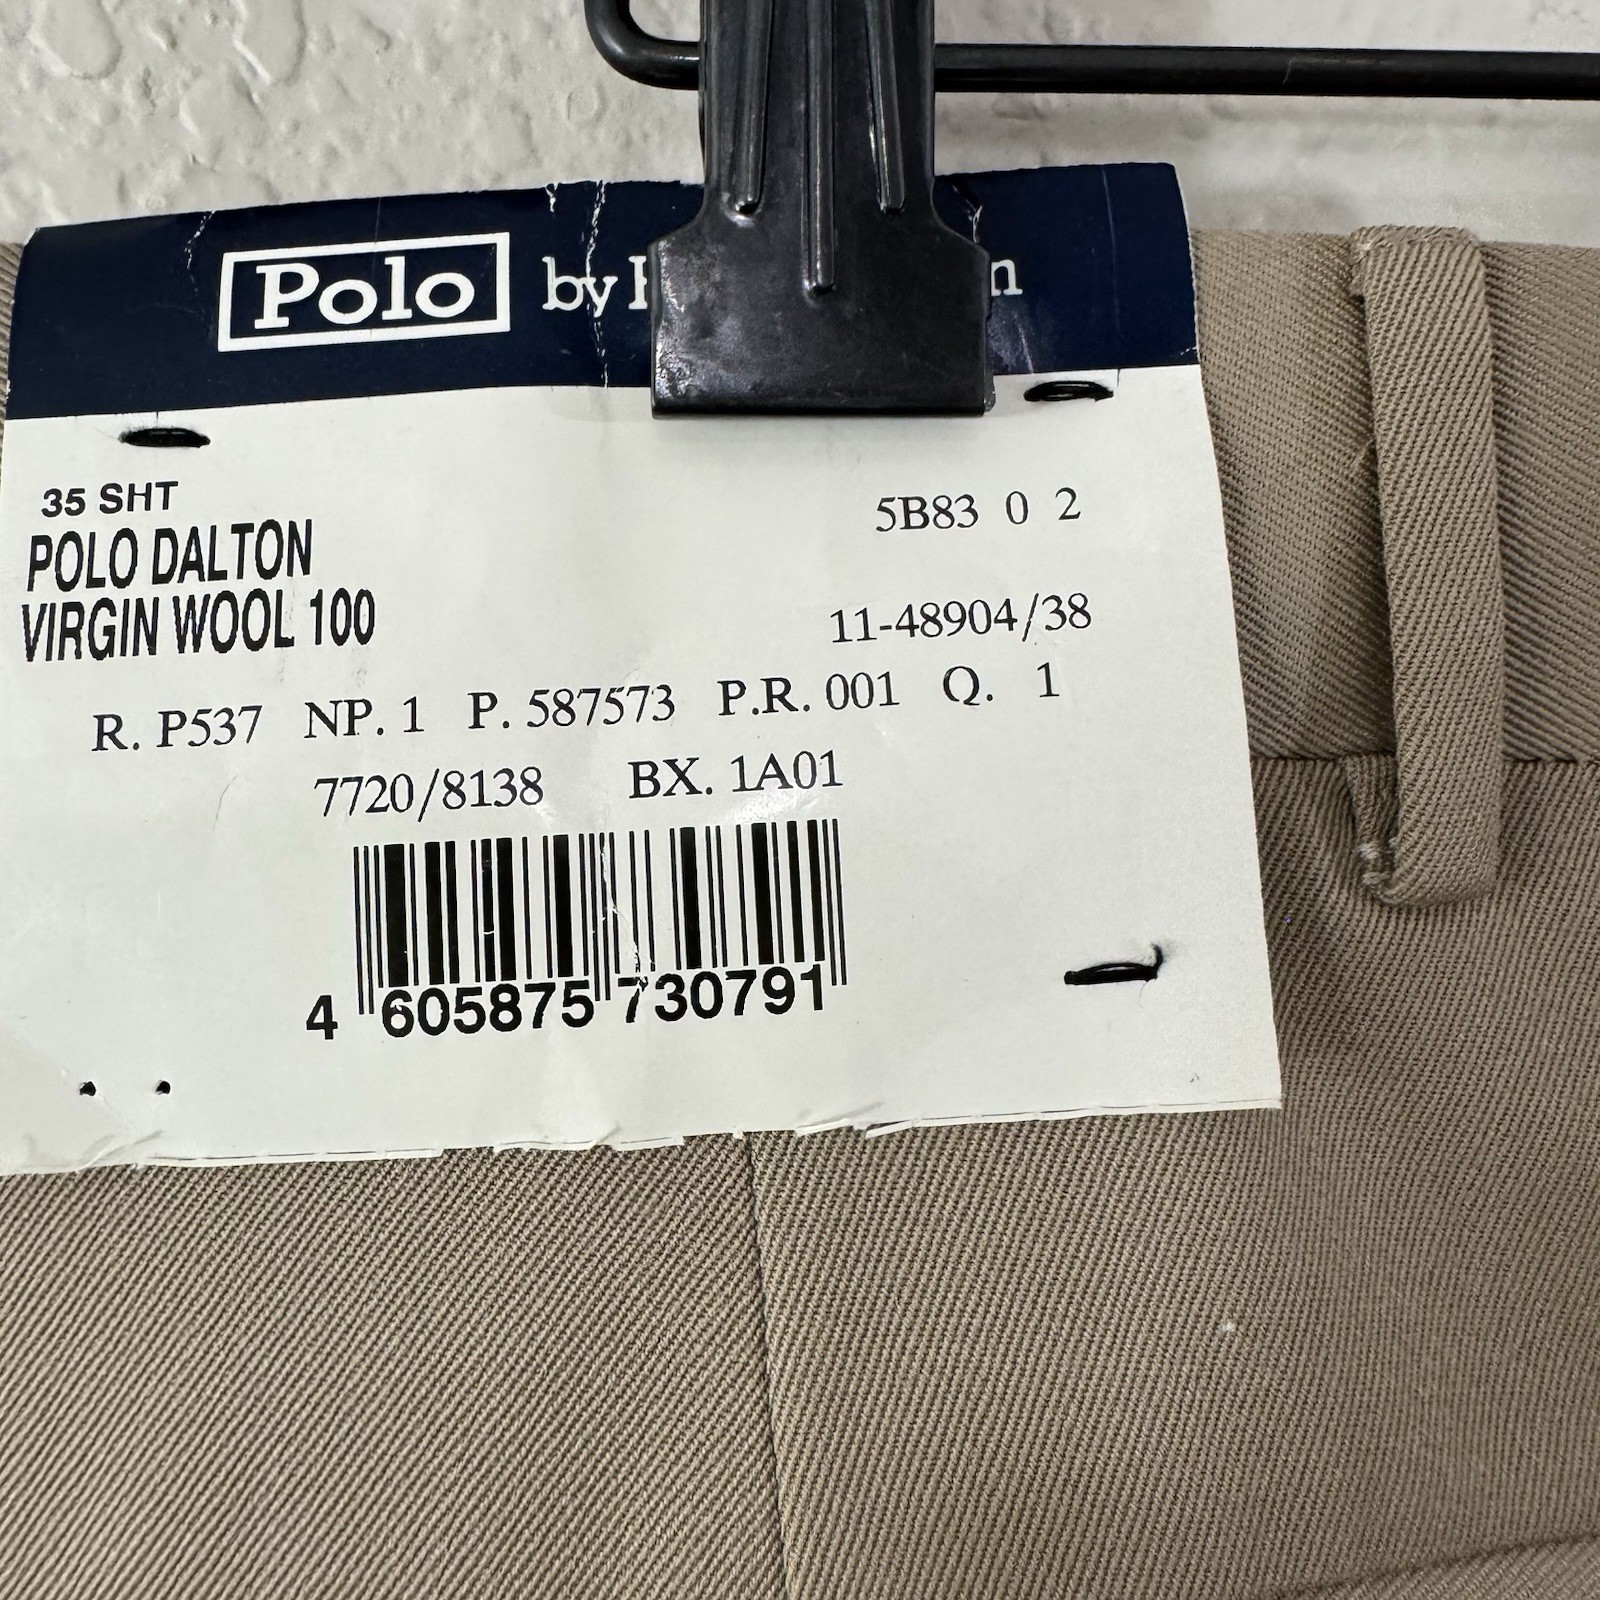 Polo by
35 SHT
5B83 0 2
POLO DALTON
VIRGIN WOOL 100
11-48904/38
R. P537 NP. 1 P. 587573 P.R. 001 Q. 1
7720/8138 BX. 1A01
4 605875 730791